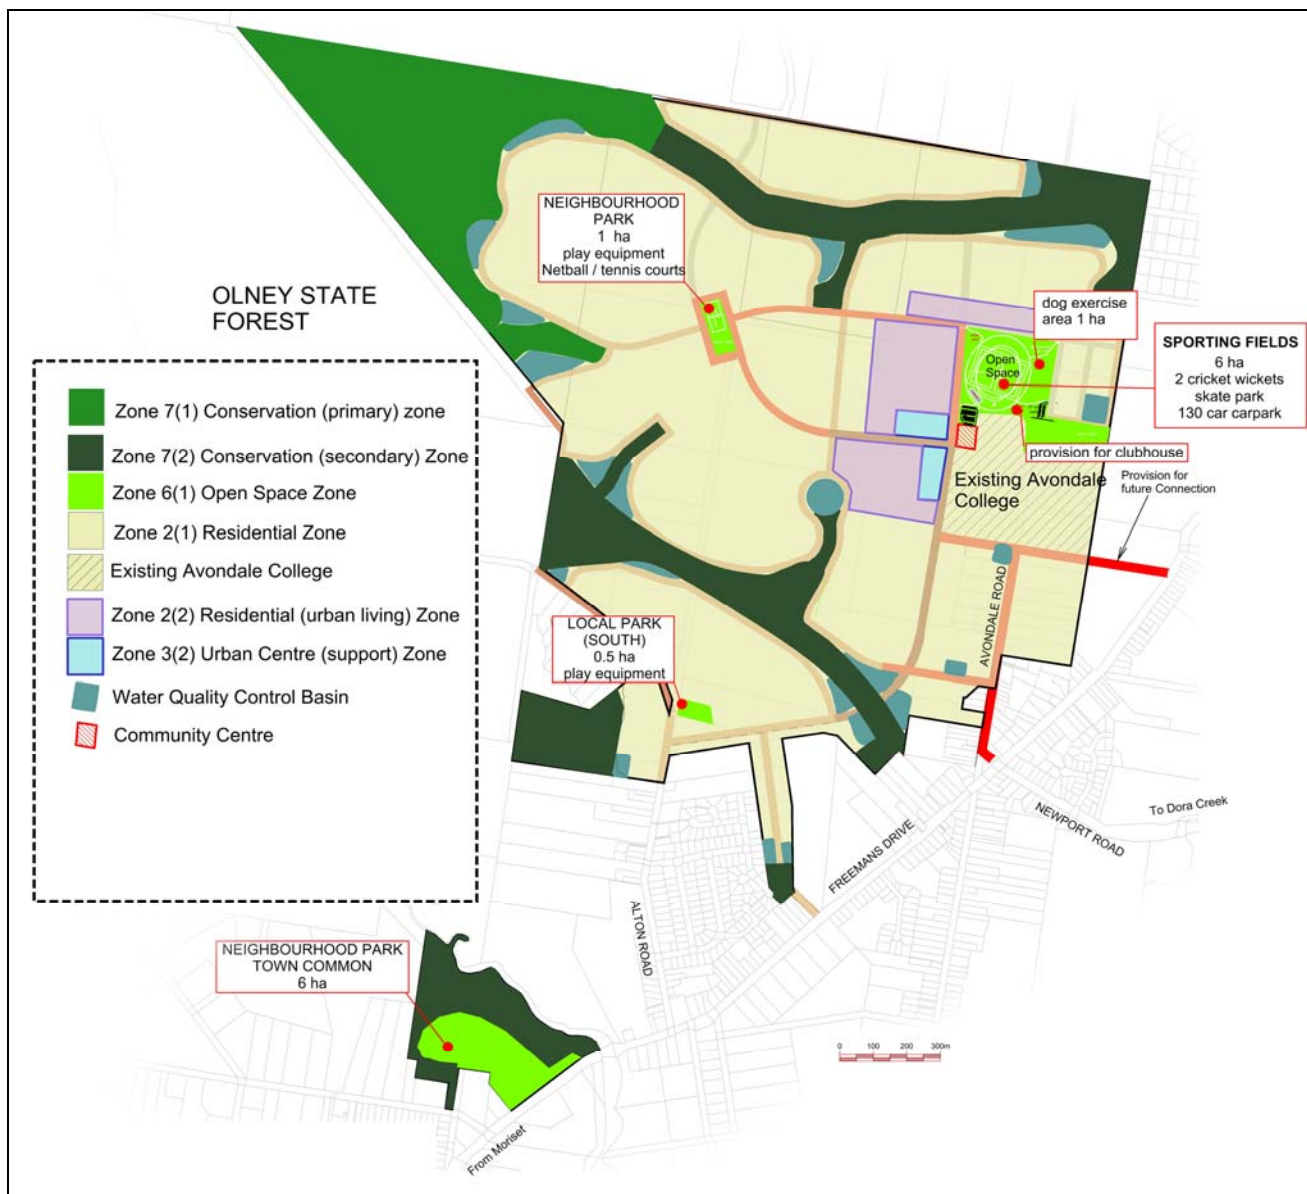 NEIGHBOURHOOD
PARK
1 ha
play equipment
Netball / tennis courts
OLNEY STATE
FOREST
dog exercise
area 1 ha
SPORTING FIELDS
6 ha
2 cricket wickets
skate park
130 car carpark
Open
Space
provision for clubhouse
Existing Avondale
College
Provision for
future Connection
Zone 7(1) Conservation (primary) zone
Zone 7(2) Conservation (secondary) Zone
Zone 6(1) Open Space Zone
Zone 2(1) Residential Zone
Existing Avondale College
Zone 2(2) Residential (urban living) Zone
Zone 3(2) Urban Centre (support) Zone
Water Quality Control Basin
Community Centre
LOCAL PARK
(SOUTH)
0.5 ha
play equipment
AVONDALE ROAD
To Dora Creek
NEWPORT ROAD
FREEMANS DRIVE
ALTON ROAD
NEIGHBOURHOOD PARK
TOWN COMMON
6 ha
0 100 200 300m
From Moriset